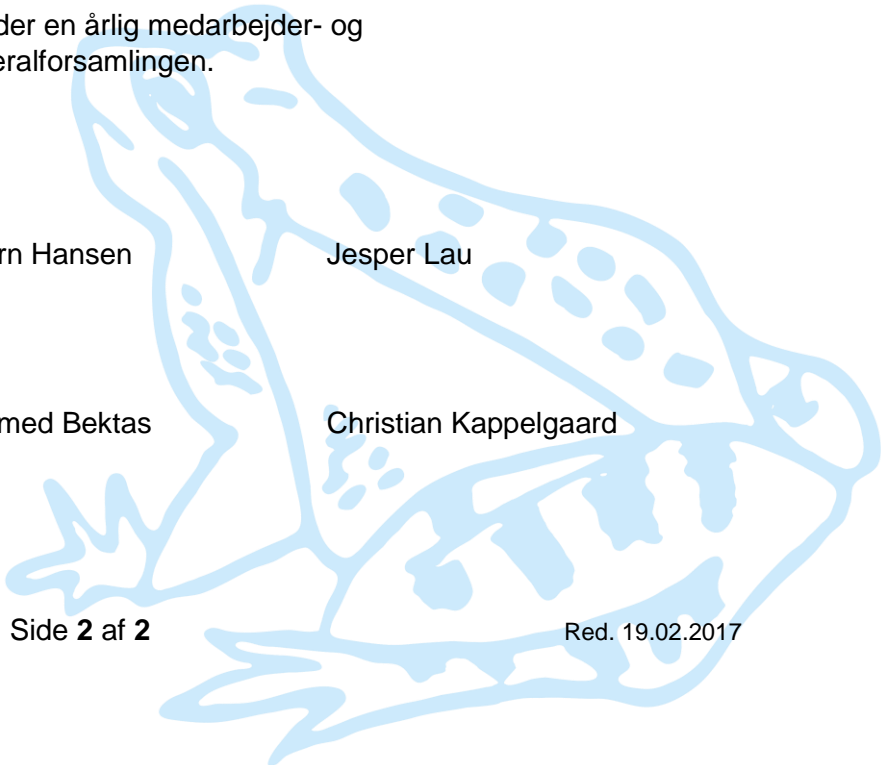 der en årlig medarbejder- og
eralforsamlingen.
rn Hansen Jesper Lau
med Bektas Christian Kappelgaard
Side 2 af 2 Red. 19.02.2017